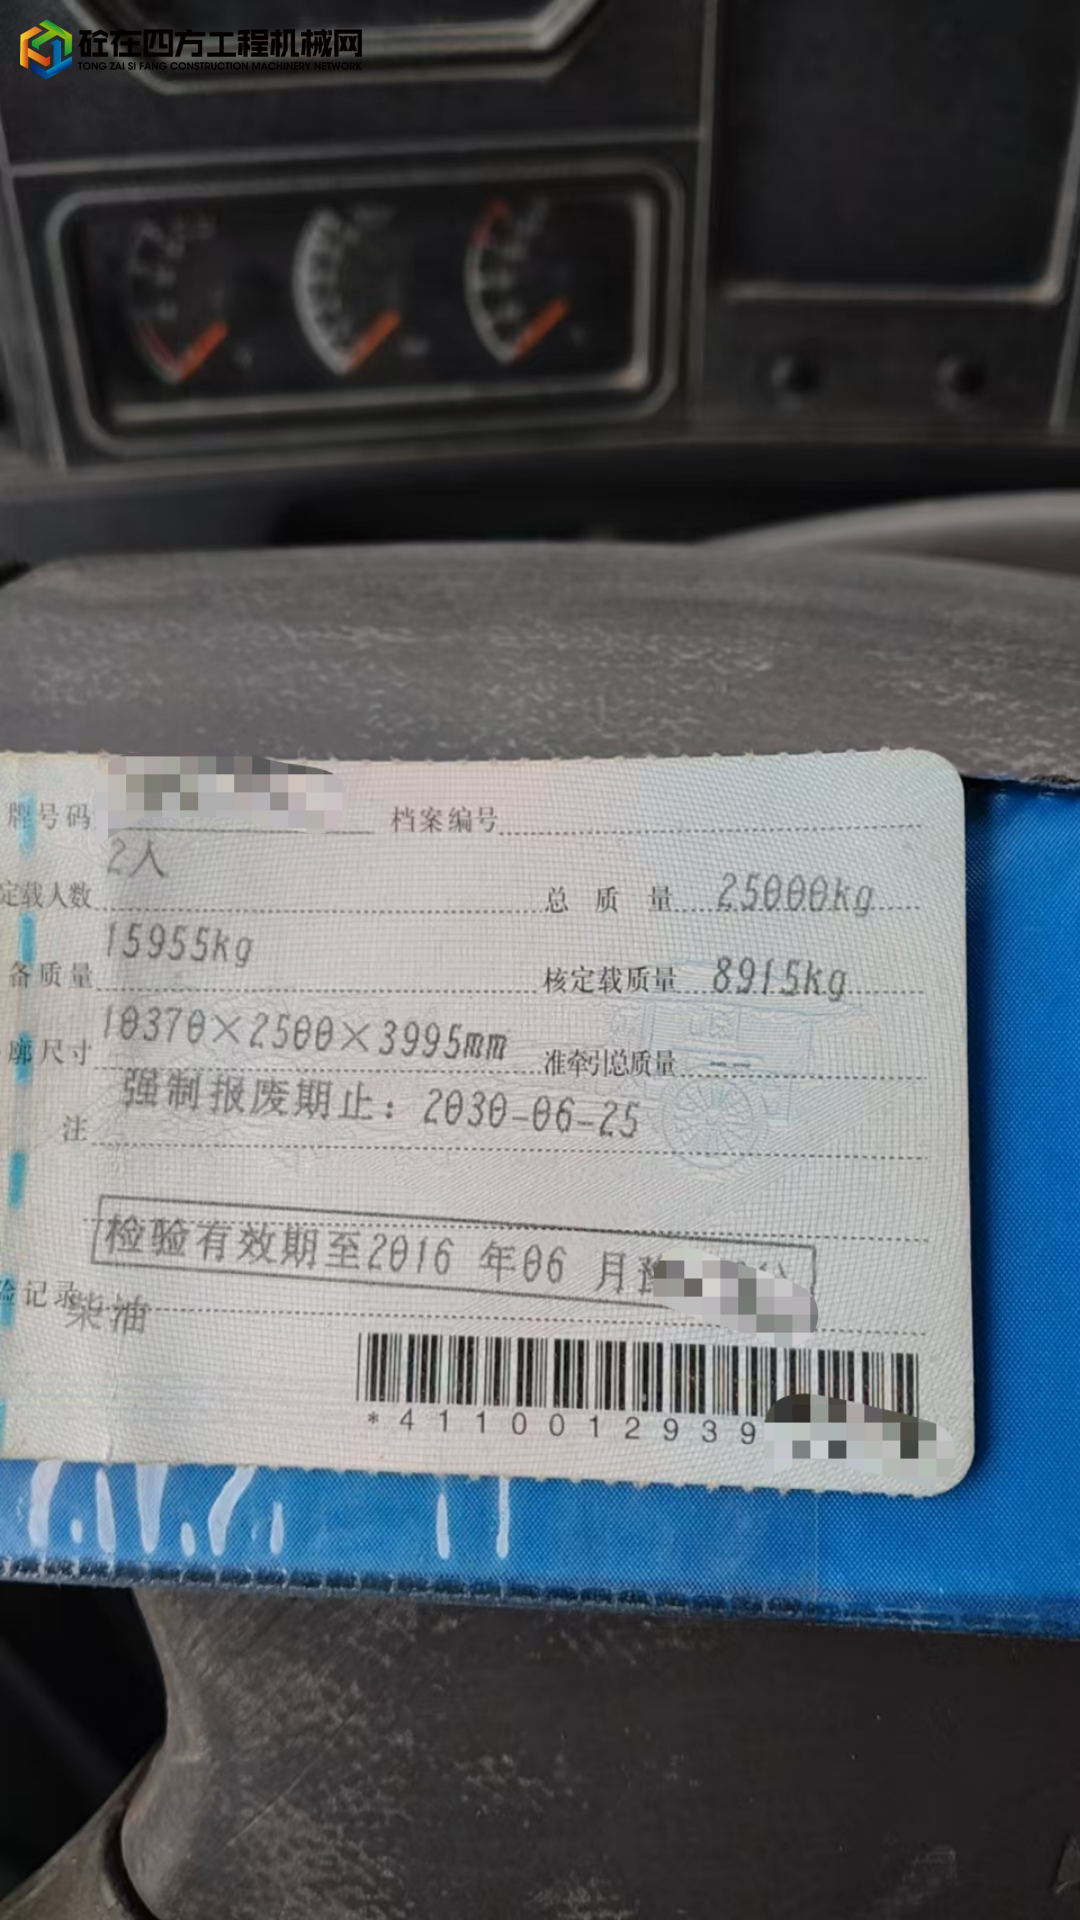 砼在四方工程机械网
TONG ZAI SI FANG CONSTRUCTION MACHINERY NETWORK
牌号码 档案编号
定载人数 2人 总质量 25000kg
备质量 15955kg 核定载质量 8915kg
廓尺寸 10370×2500×3995mm 准牵引总质量 --
注 强制报废期止：2030-06-25
检验有效期至2016 年06 月豫
验记录 柴油
*4110012939